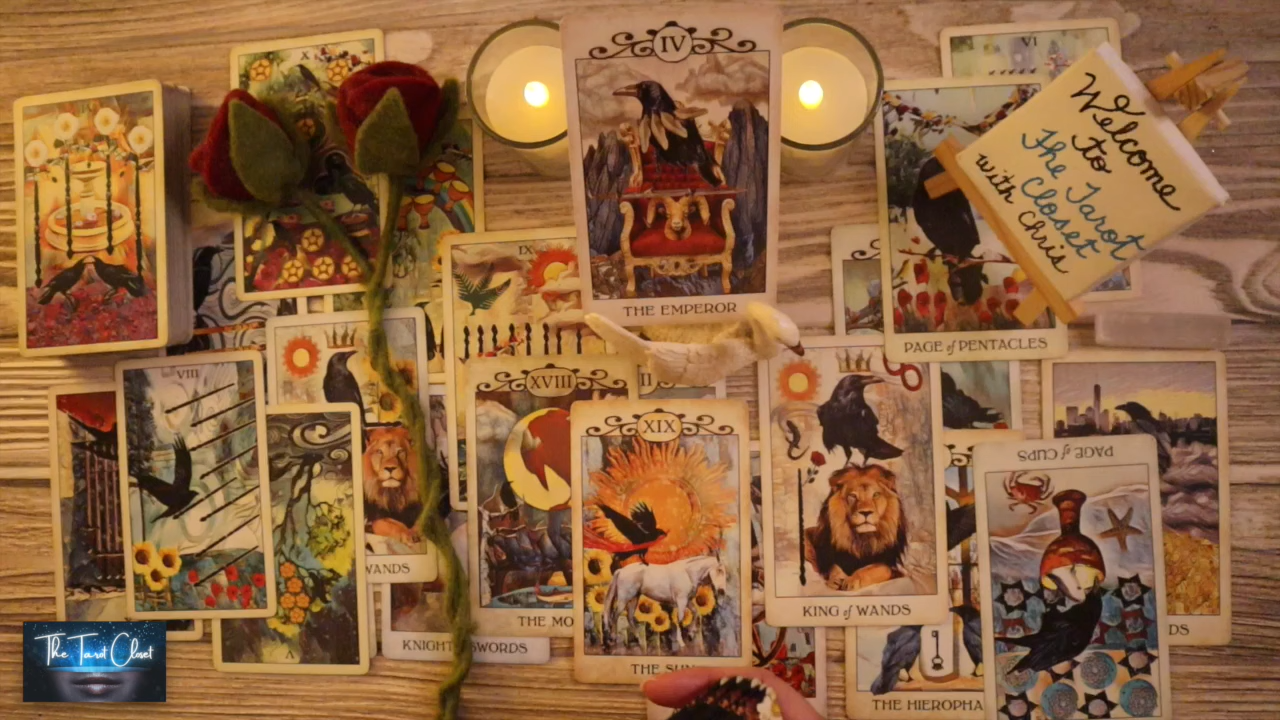 X
IV
VI
Welcome
to
The Tarot
Closet
with Chris
IX
THE EMPEROR
PAGE of PENTACLES
VIII
XVIII
II
XIX
PAGE of CUPS
WANDS
KING of WANDS
THE MO
KNIGHT SWORDS
DS
V
THE SUN
THE HIEROPHA
The Tarot Closet